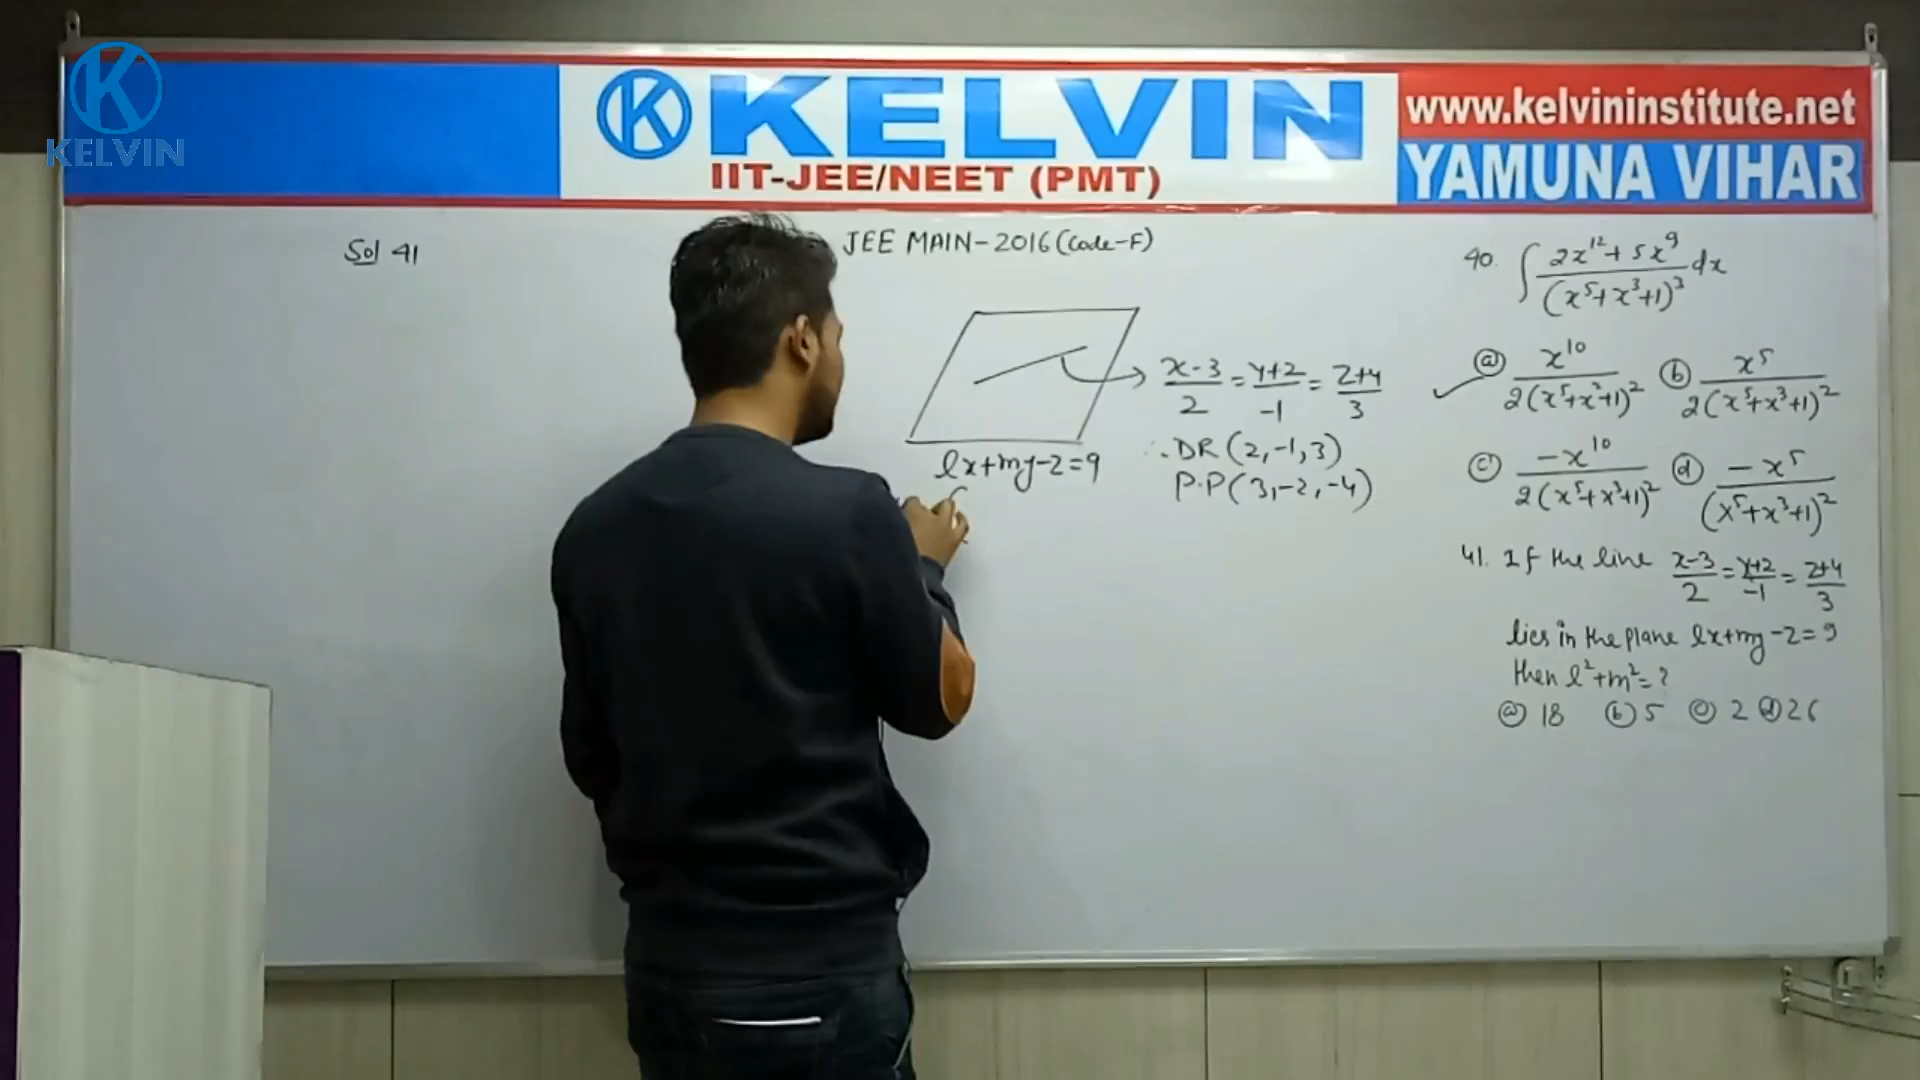 KELVIN
KELVIN
IIT-JEE/NEET (PMT)
www.kelvininstitute.net
YAMUNA VIHAR
Sol 41
JEE MAIN-2016 (Code-F)
x-3/2 = y+2/-1 = z+4/3
∴ DR (2, -1, 3)
P.P (3, -2, -4)
lx+my-z=9
40. ∫ 2x¹²+5x⁹/(x⁵+x³+1)³ dx
✓ (a) x¹⁰/2(x⁵+x³+1)² (b) x⁵/2(x⁵+x³+1)²
(c) -x¹⁰/2(x⁵+x³+1)² (d) -x⁵/(x⁵+x³+1)²
41. If the line x-3/2 = y+2/-1 = z+4/3
lies in the plane lx+my-z=9
then l²+m²=?
(a) 18 (b) 5 (c) 2 (d) 26